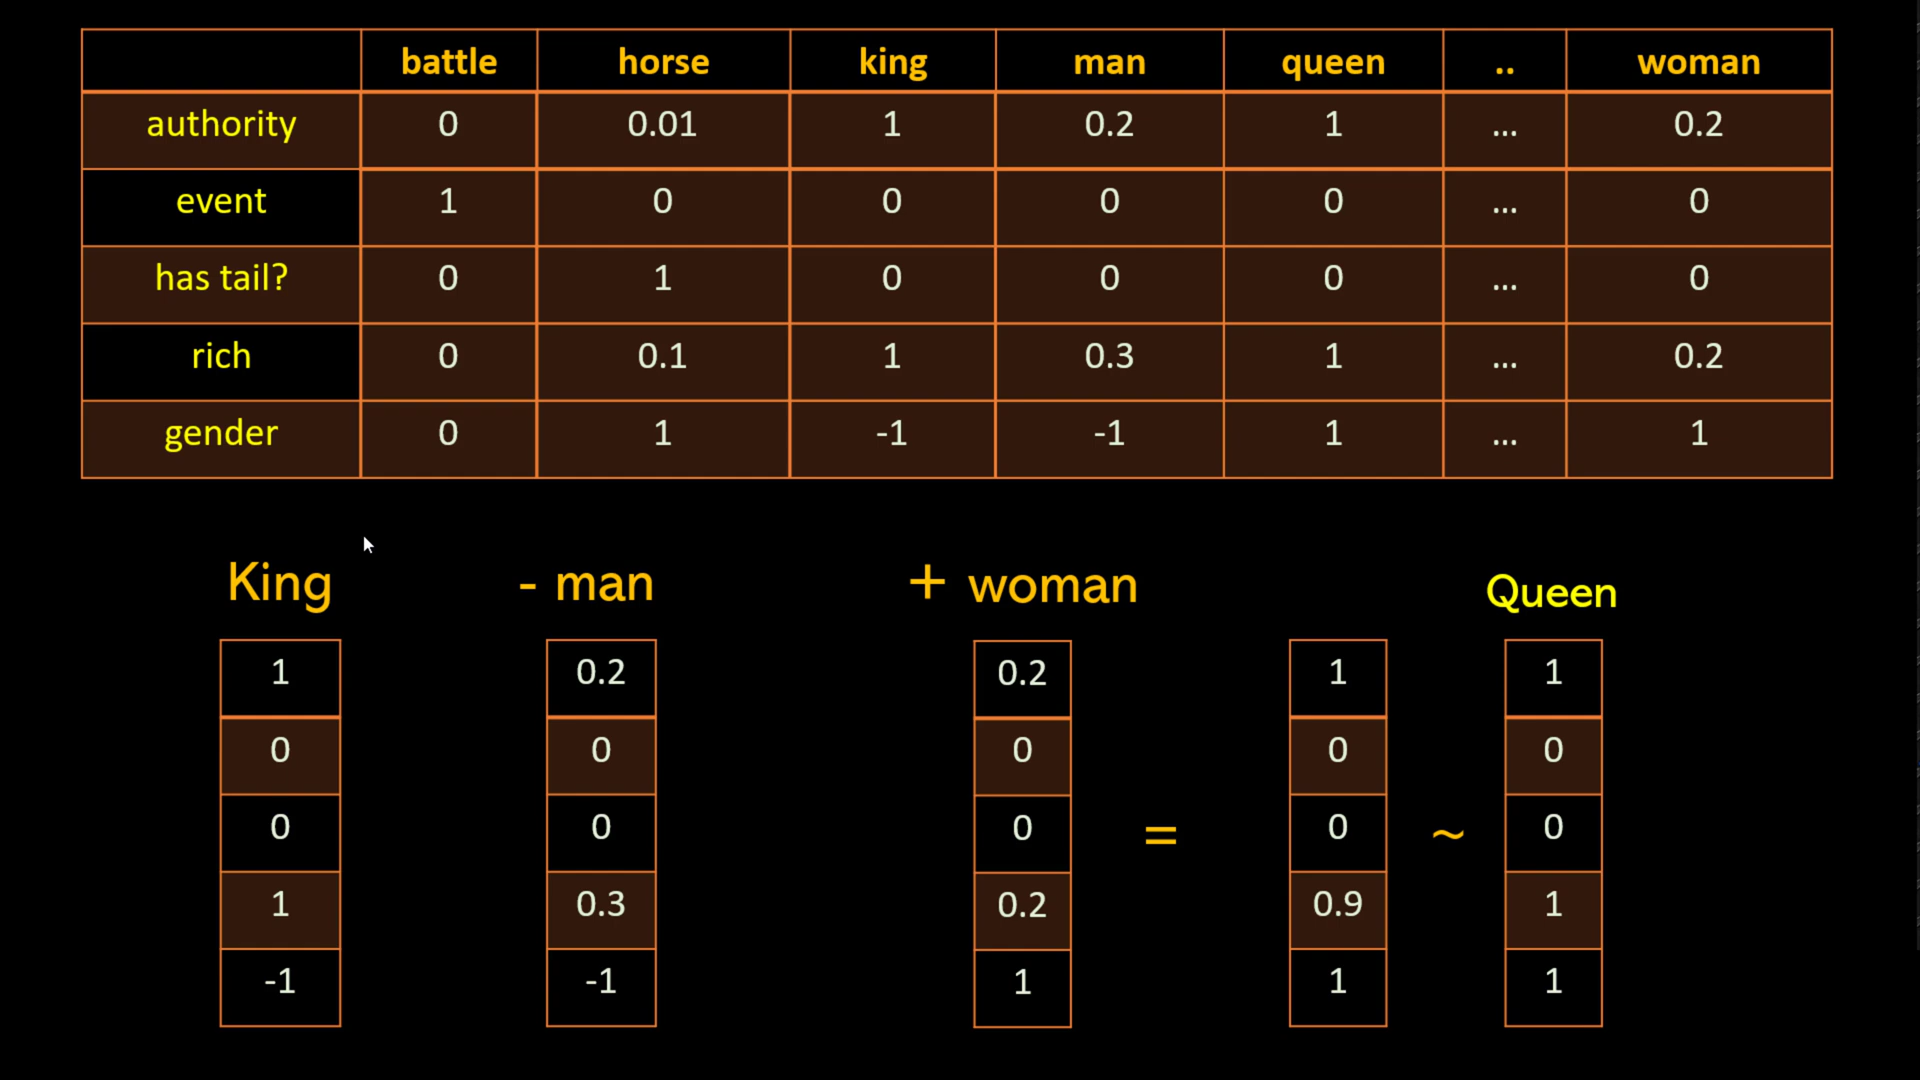 battle horse king man queen .. woman
authority 0 0.01 1 0.2 1 ... 0.2
event 1 0 0 0 0 ... 0
has tail? 0 1 0 0 0 ... 0
rich 0 0.1 1 0.3 1 ... 0.2
gender 0 1 -1 -1 1 ... 1
King - man + woman Queen
1 0.2 0.2 1 1
0 0 0 0 0
0 0 0 = 0 ~ 0
1 0.3 0.2 0.9 1
-1 -1 1 1 1